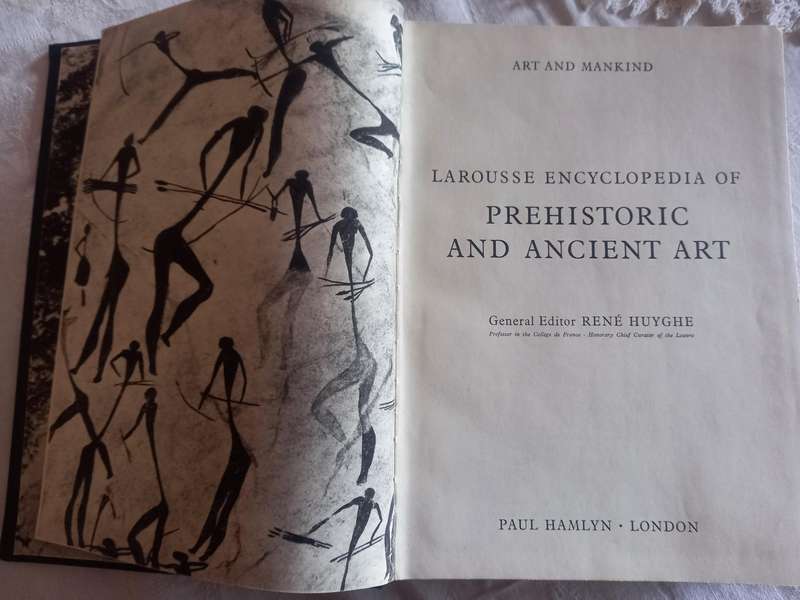 ART AND MANKIND
LAROUSSE ENCYCLOPEDIA OF
PREHISTORIC
AND ANCIENT ART
General Editor RENÉ HUYGHE
Professor in the Collège de France · Honorary Chief Curator of the Louvre
PAUL HAMLYN · LONDON